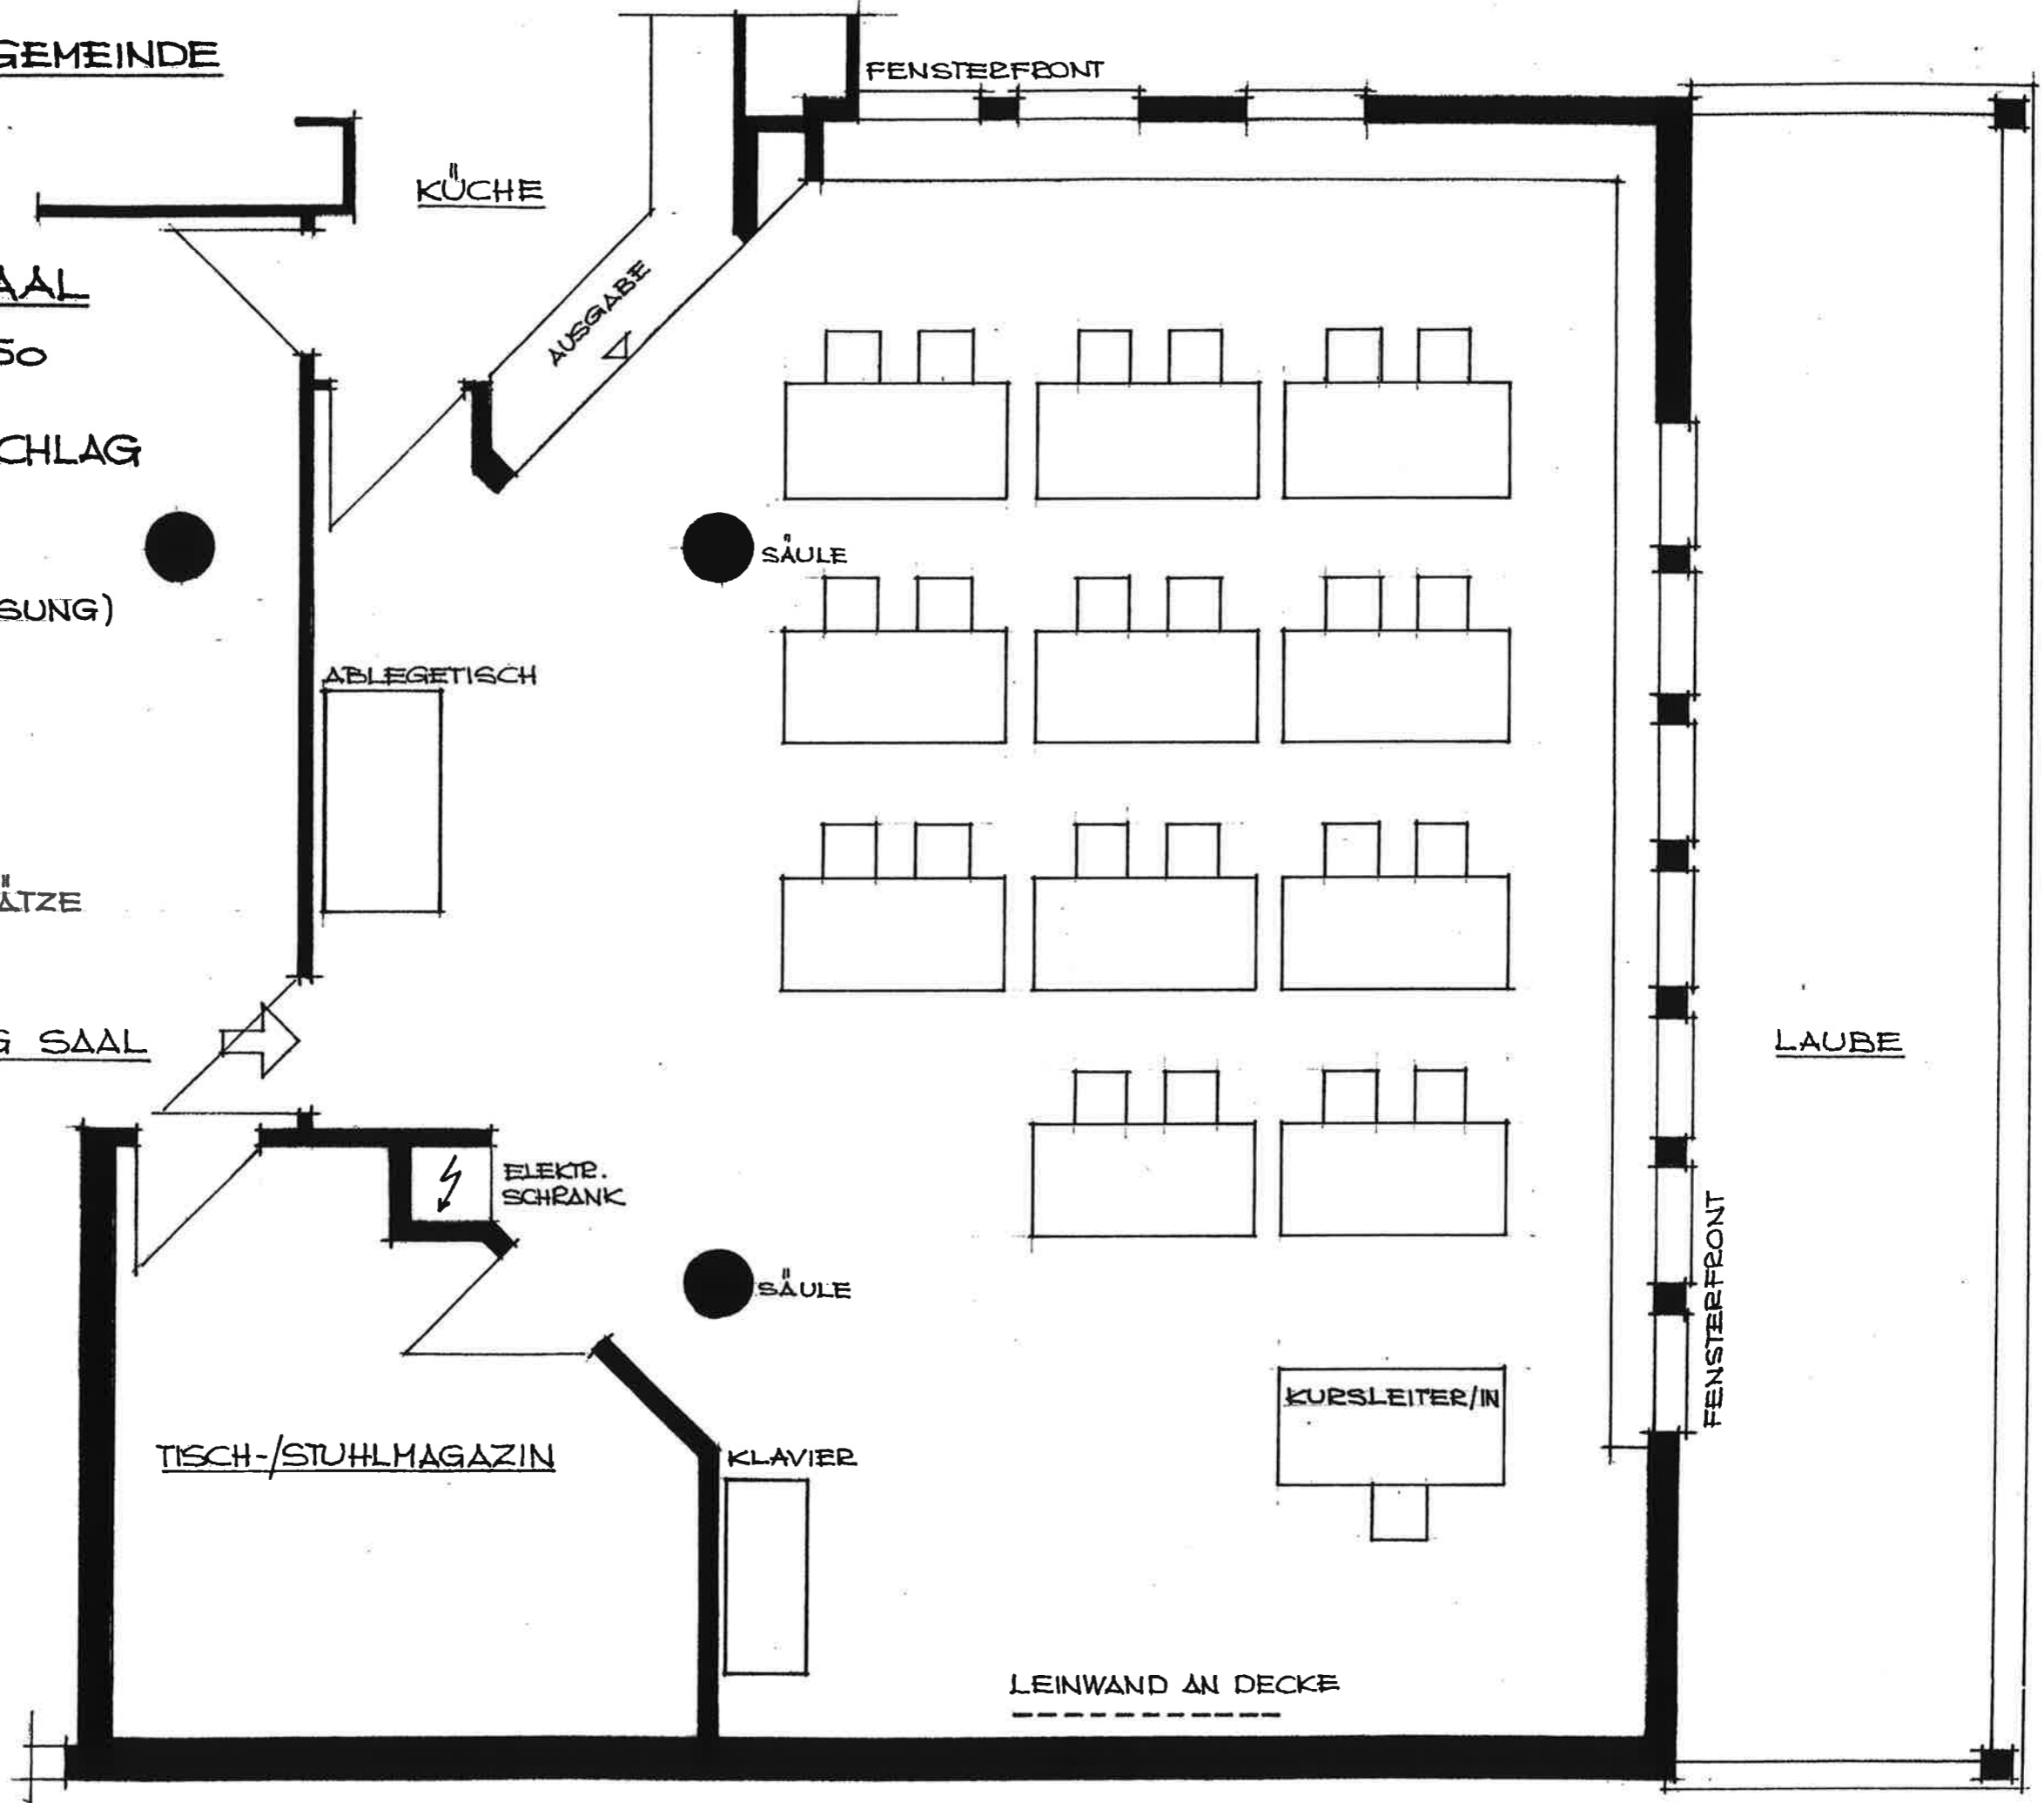 GEMEINDE
FENSTERFRONT
KÜCHE
AAL
50
AUSGABE
CHLAG
SÄULE
SUNG)
ABLEGETISCH
ÄTZE
G SAAL
LAUBE
ELEKTR.
SCHRANK
FENSTERFRONT
SÄULE
KURSLEITER/IN
TISCH-/STUHLMAGAZIN
KLAVIER
LEINWAND AN DECKE